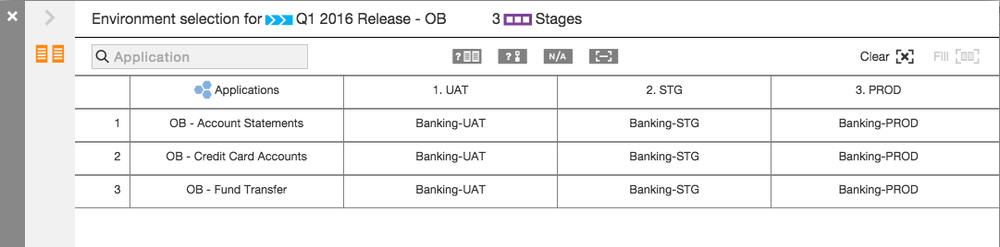 Environment selection for Q1 2016 Release - OB 3 Stages
Application ? ? N/A Clear Fill
Applications 1. UAT 2. STG 3. PROD
1 OB - Account Statements Banking-UAT Banking-STG Banking-PROD
2 OB - Credit Card Accounts Banking-UAT Banking-STG Banking-PROD
3 OB - Fund Transfer Banking-UAT Banking-STG Banking-PROD